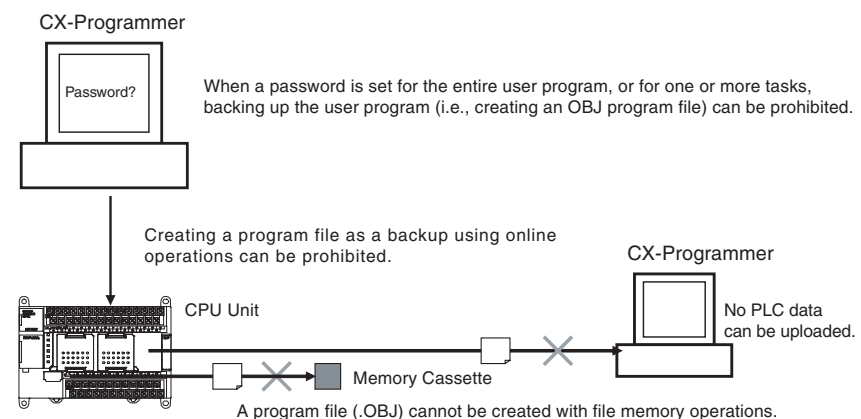 CX-Programmer
Password?
When a password is set for the entire user program, or for one or more tasks,
backing up the user program (i.e., creating an OBJ program file) can be prohibited.
Creating a program file as a backup using online
operations can be prohibited.
CX-Programmer
CPU Unit
No PLC data
can be uploaded.
Memory Cassette
A program file (.OBJ) cannot be created with file memory operations.